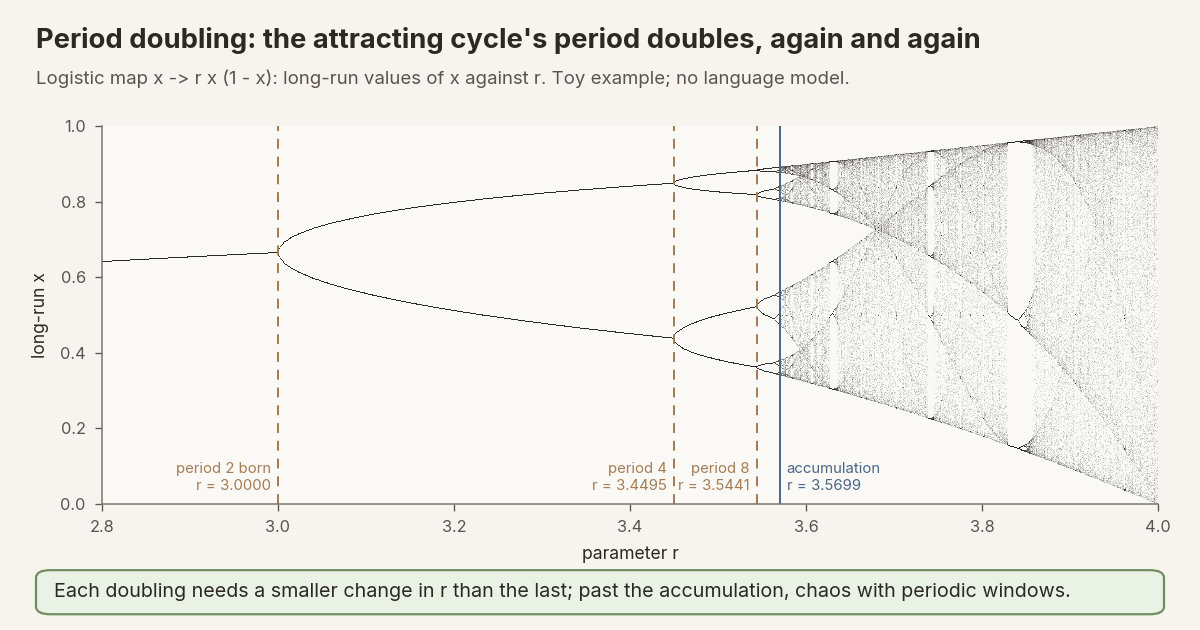 Period doubling: the attracting cycle's period doubles, again and again
Logistic map x -> r x (1 - x): long-run values of x against r. Toy example; no language model.
1.0
0.8
0.6
0.4
0.2
0.0
long-run x
period 2 born
r = 3.0000
period 4
r = 3.4495
period 8
r = 3.5441
accumulation
r = 3.5699
2.8
3.0
3.2
3.4
3.6
3.8
4.0
parameter r
Each doubling needs a smaller change in r than the last; past the accumulation, chaos with periodic windows.